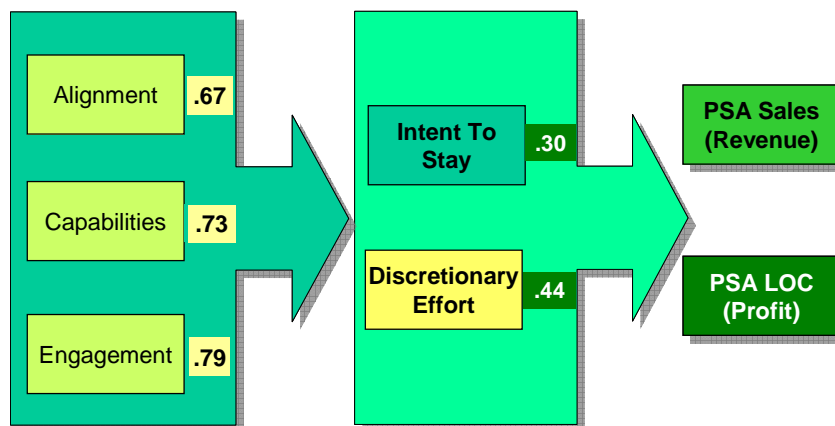 Alignment
.67
Capabilities
.73
Engagement
.79
Intent To
Stay
.30
Discretionary
Effort
.44
PSA Sales
(Revenue)
PSA LOC
(Profit)